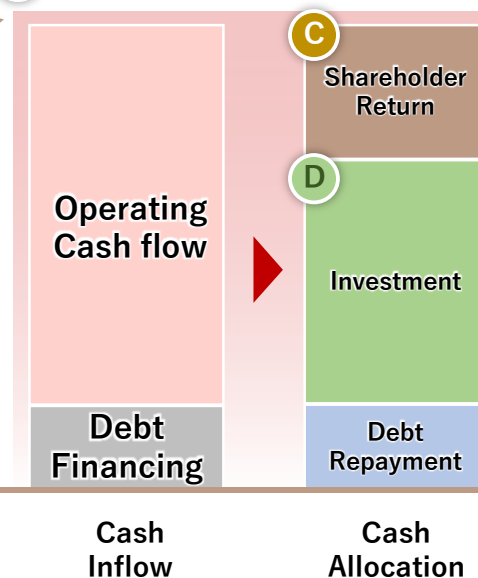 Operating
Cash flow
Debt
Financing
Cash
Inflow
C
Shareholder
Return
D
Investment
Debt
Repayment
Cash
Allocation